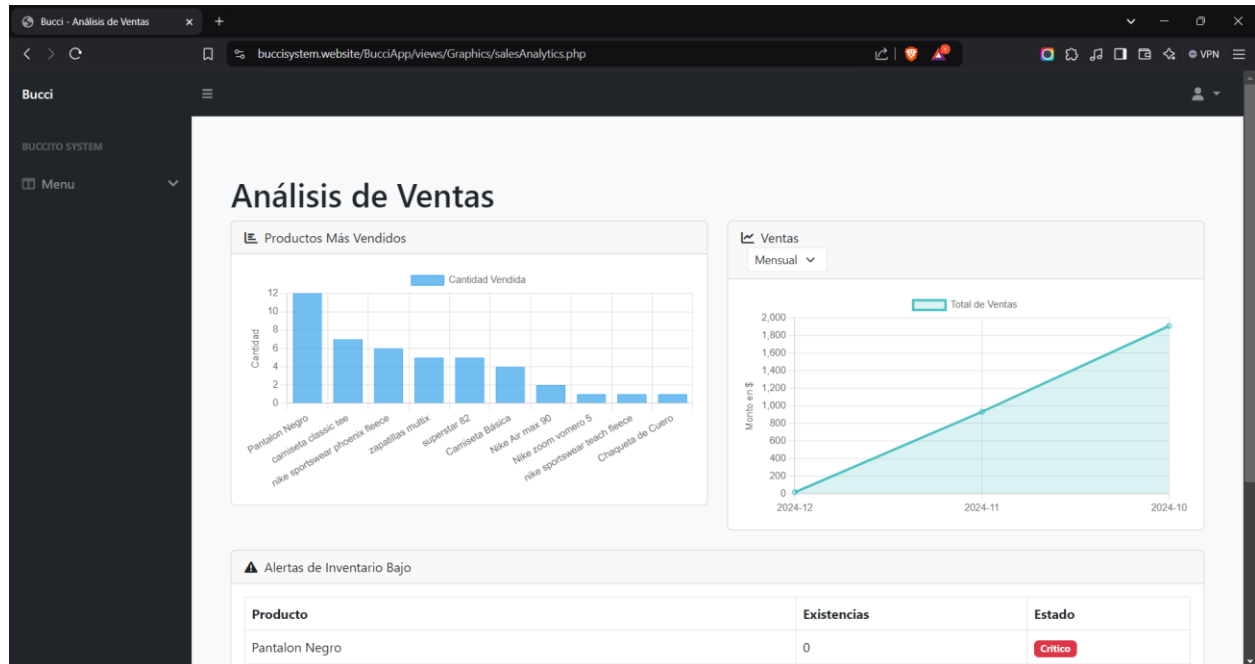 Bucci - Análisis de Ventas
buccisystem.website/BucciApp/views/Graphics/salesAnalytics.php
VPN
Bucci
BUCCITO SYSTEM
Menu
Análisis de Ventas
Productos Más Vendidos
Cantidad Vendida
12
10
8
6
4
2
0
Cantidad
Pantalon Negro
camiseta classic tee
nike sportswear phoenix fleece
zapatillas multix
superstar 82
Camiseta Básica
Nike Air max 90
Nike zoom vomero 5
nike sportswear teach fleece
Chaqueta de Cuero
Ventas
Mensual
Total de Ventas
2,000
1,800
1,600
1,400
1,200
1,000
800
600
400
200
0
Monto en $
2024-12
2024-11
2024-10
Alertas de Inventario Bajo
Producto Existencias Estado
Pantalon Negro 0 Crítico